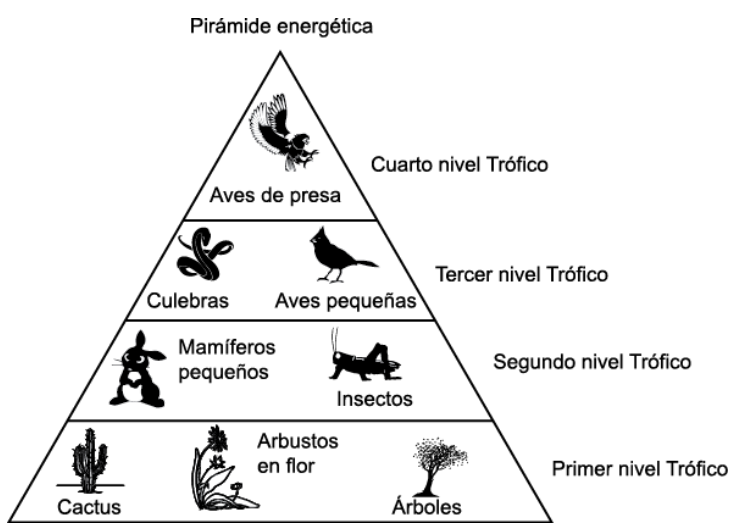 Pirámide energética
Aves de presa
Cuarto nivel Trófico
Culebras
Aves pequeñas
Tercer nivel Trófico
Mamíferos
pequeños
Insectos
Segundo nivel Trófico
Cactus
Arbustos
en flor
Árboles
Primer nivel Trófico